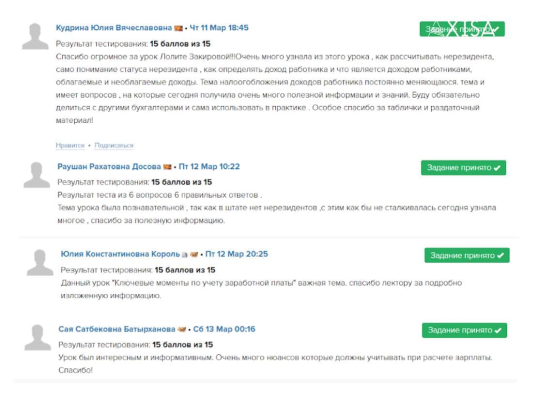 Кудрина Юлия Вячеславовна • Чт 11 Мар 18:45
Задание принято ✔
AXISA
Результат тестирования: 15 баллов из 15
Спасибо огромное за урок Лолите Закировой!!!Очень много узнала из этого урока , как рассчитывать нерезидента,
само понимание статуса нерезидента , как определять доход работника и что является доходом работниками,
облагаемые и необлагаемые доходы. Тема налогообложения доходов работника постоянно меняющаюся. тема и
имеет вопросов , на которые сегодня получила очень много полезной информации и знаний. Буду обязательно
делиться с другими бухгалтерами и сама использовать в практике . Особое спасибо за таблички и раздаточный
материал!
Нравится • Подписаться
Раушан Рахатовна Досова • Пт 12 Мар 10:22
Задание принято ✔
Результат тестирования: 15 баллов из 15
Результат теста из 6 вопросов 6 правильных ответов .
Тема урока была познавательной , так как в штате нет нерезидентов ,с этим как бы не сталкивалась сегодня узнала
многое , спасибо за полезную информацию.
Юлия Константиновна Король • Пт 12 Мар 20:25
Задание принято ✔
Результат тестирования: 15 баллов из 15
Данный урок "Ключевые моменты по учету заработной платы" важная тема, спасибо лектору за подробно
изложенную информацию.
Сая Сатбековна Батырханова • Сб 13 Мар 00:16
Задание принято ✔
Результат тестирования: 15 баллов из 15
Урок был интересным и информативным. Очень много нюансов которые должны учитывать при расчете зарплаты.
Спасибо!